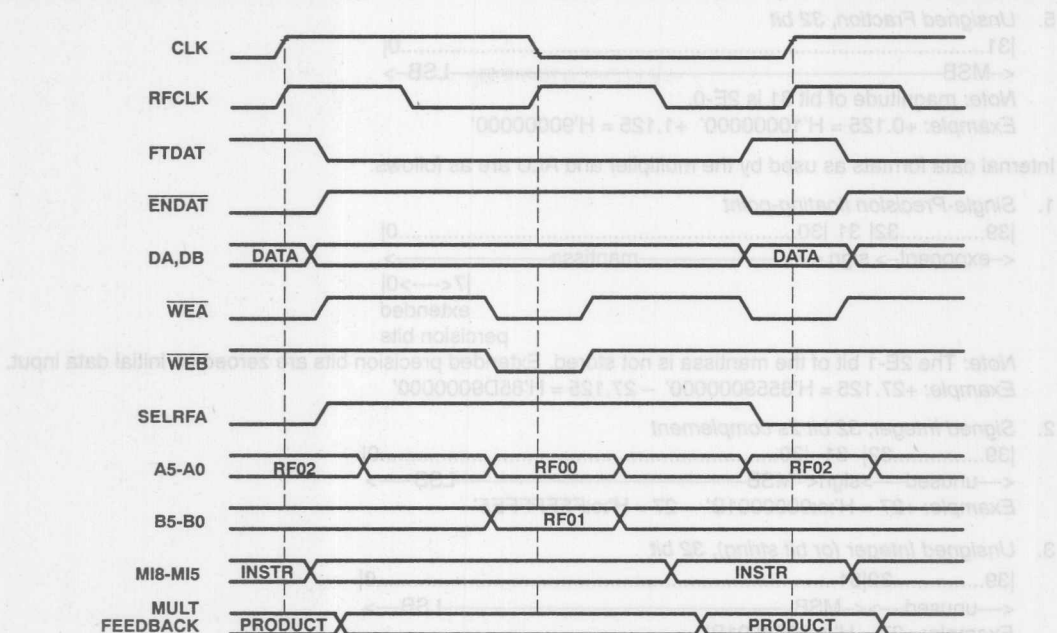 CLK
RFCLK
FTDAT
ENDAT
DA,DB DATA DATA
WEA
WEB
SELRFA
A5-A0 RF02 RF00 RF02
B5-B0 RF01
MI8-MI5 INSTR INSTR
MULT
FEEDBACK PRODUCT PRODUCT